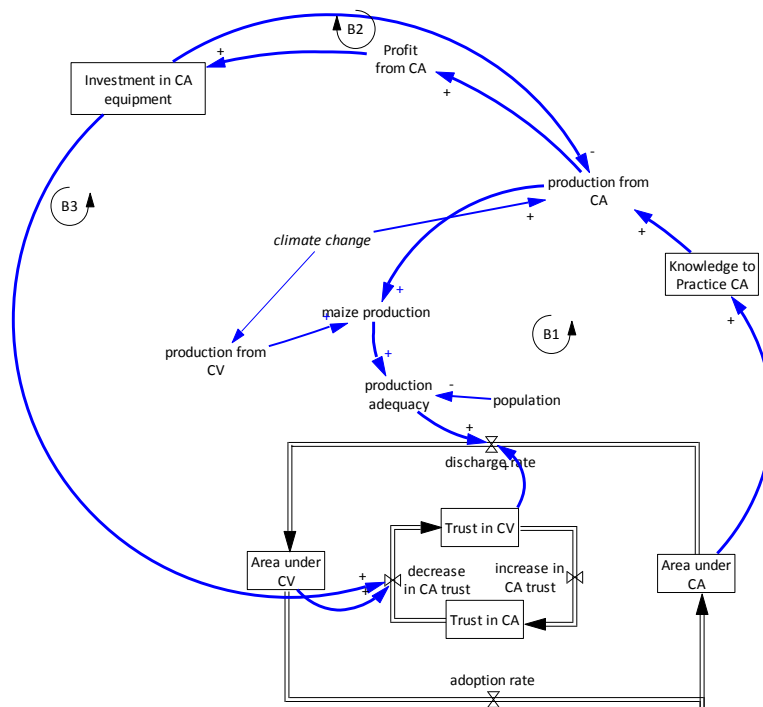 B2
+
Profit
from CA
Investment in CA
equipment
+
-
production from
CA
B3
+
climate change
+
Knowledge to
Practice CA
+
maize production
+
B1
+
production from
CV
+
production
adequacy
-
population
+
discharge rate
+
Trust in CV
Area under
CV
+
+
decrease
in CA trust
increase in
CA trust
Area under
CA
Trust in CA
adoption rate